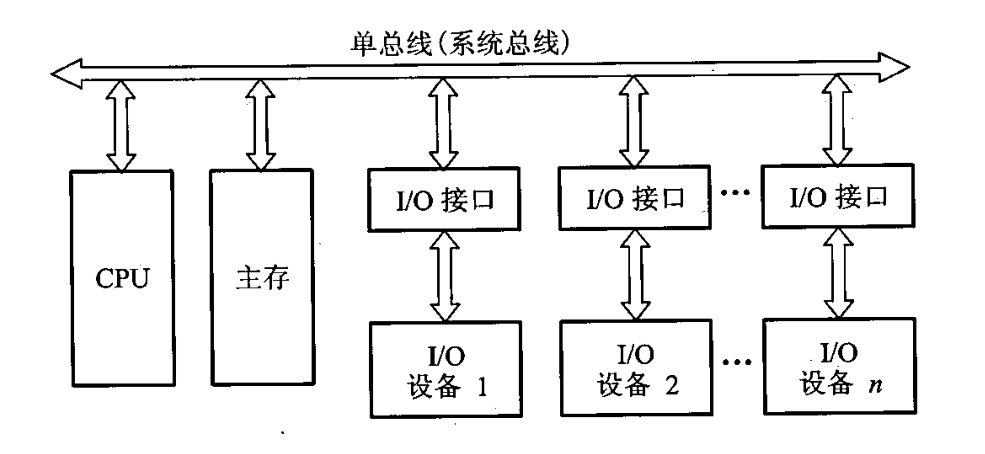 单总线(系统总线)
CPU
主存
I/O 接口
I/O 接口
…
I/O 接口
I/O
设备 1
I/O
设备 2
…
I/O
设备 n